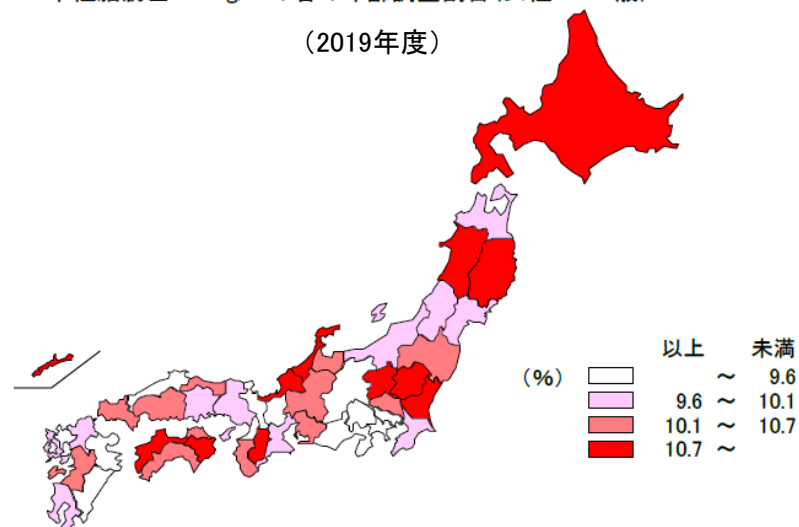 （2019年度）
以上 未満
（%） ～ 9.6
9.6 ～ 10.1
10.1 ～ 10.7
10.7 ～